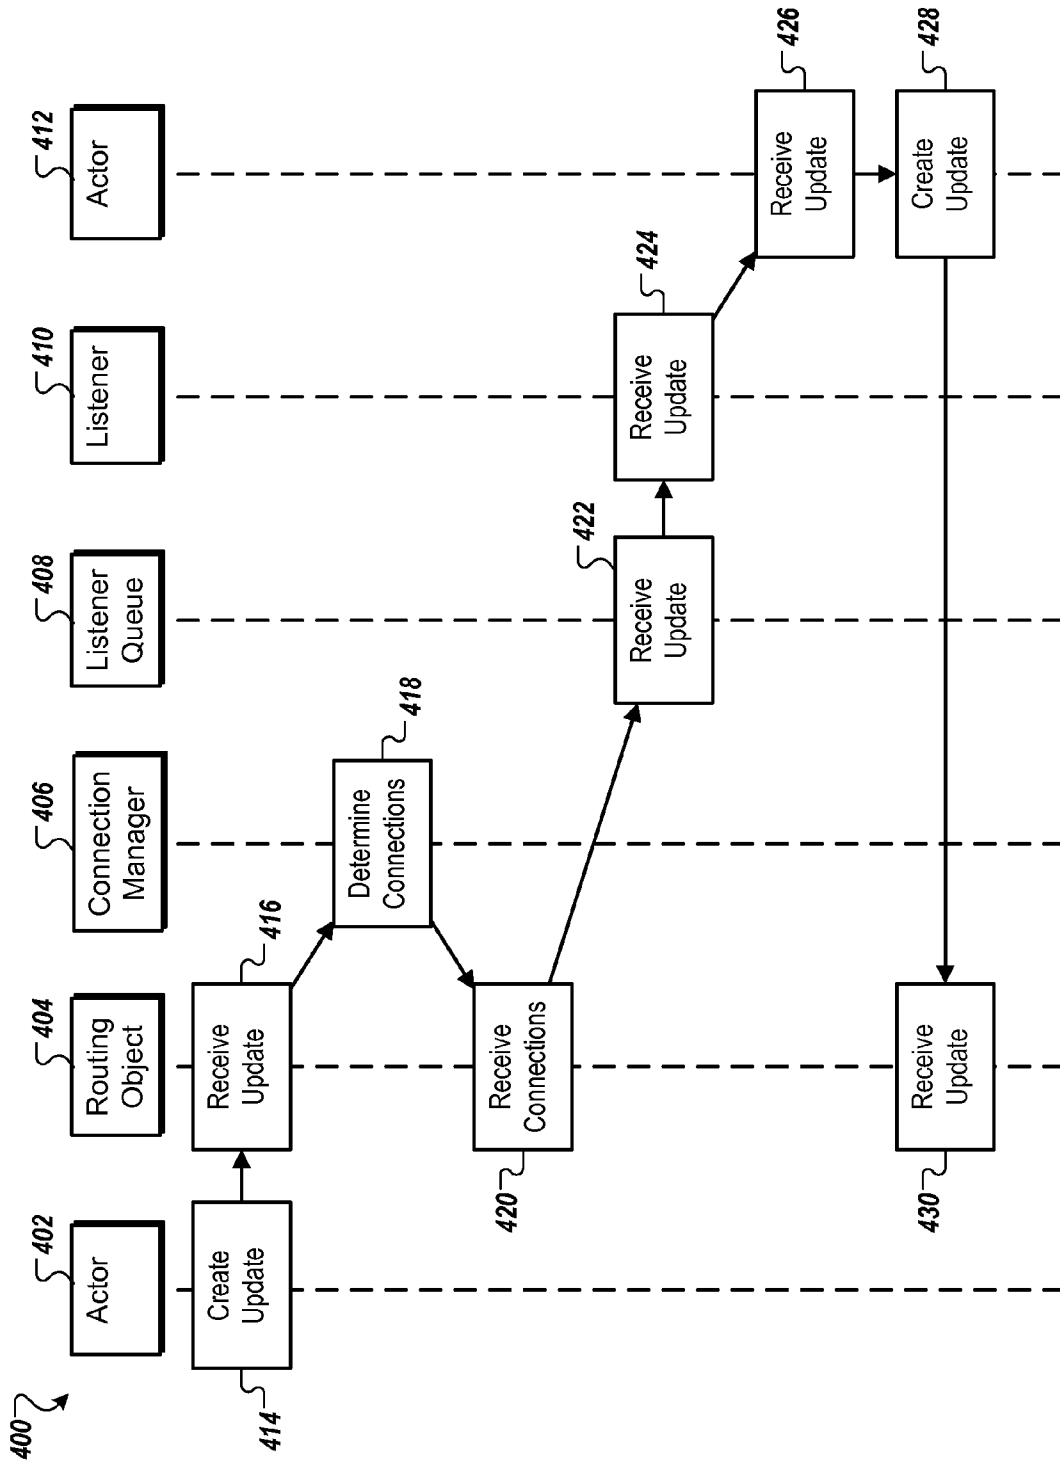 400
402
Actor
404
Routing
Object
406
Connection
Manager
408
Listener
Queue
410
Listener
412
Actor
414
Create
Update
416
Receive
Update
418
Determine
Connections
420
Receive
Connections
422
Receive
Update
424
Receive
Update
426
Receive
Update
428
Create
Update
430
Receive
Update